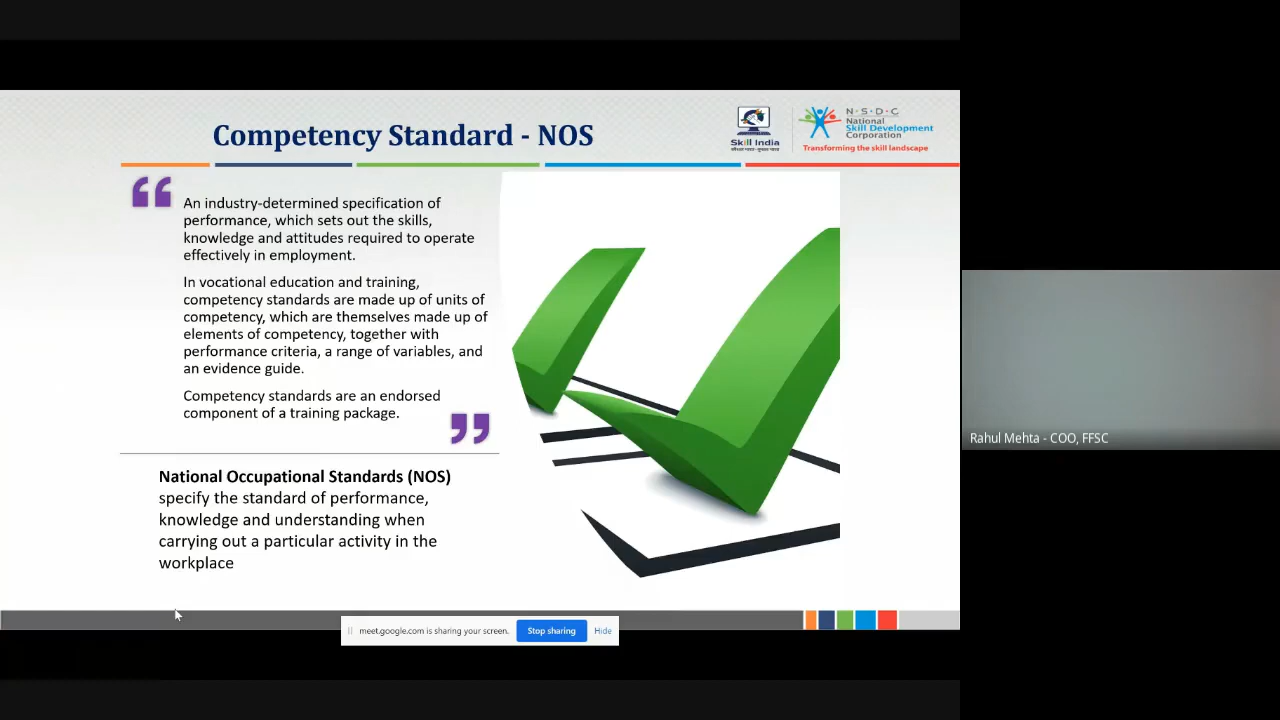 Competency Standard - NOS
Skill India
N·S·D·C
National
Skill Development
Corporation
Transforming the skill landscape
“
An industry-determined specification of
performance, which sets out the skills,
knowledge and attitudes required to operate
effectively in employment.
In vocational education and training,
competency standards are made up of units of
competency, which are themselves made up of
elements of competency, together with
performance criteria, a range of variables, and
an evidence guide.
Competency standards are an endorsed
component of a training package.
”
National Occupational Standards (NOS)
specify the standard of performance,
knowledge and understanding when
carrying out a particular activity in the
workplace
meet.google.com is sharing your screen. Stop sharing Hide
Rahul Mehta - COO, FFSC